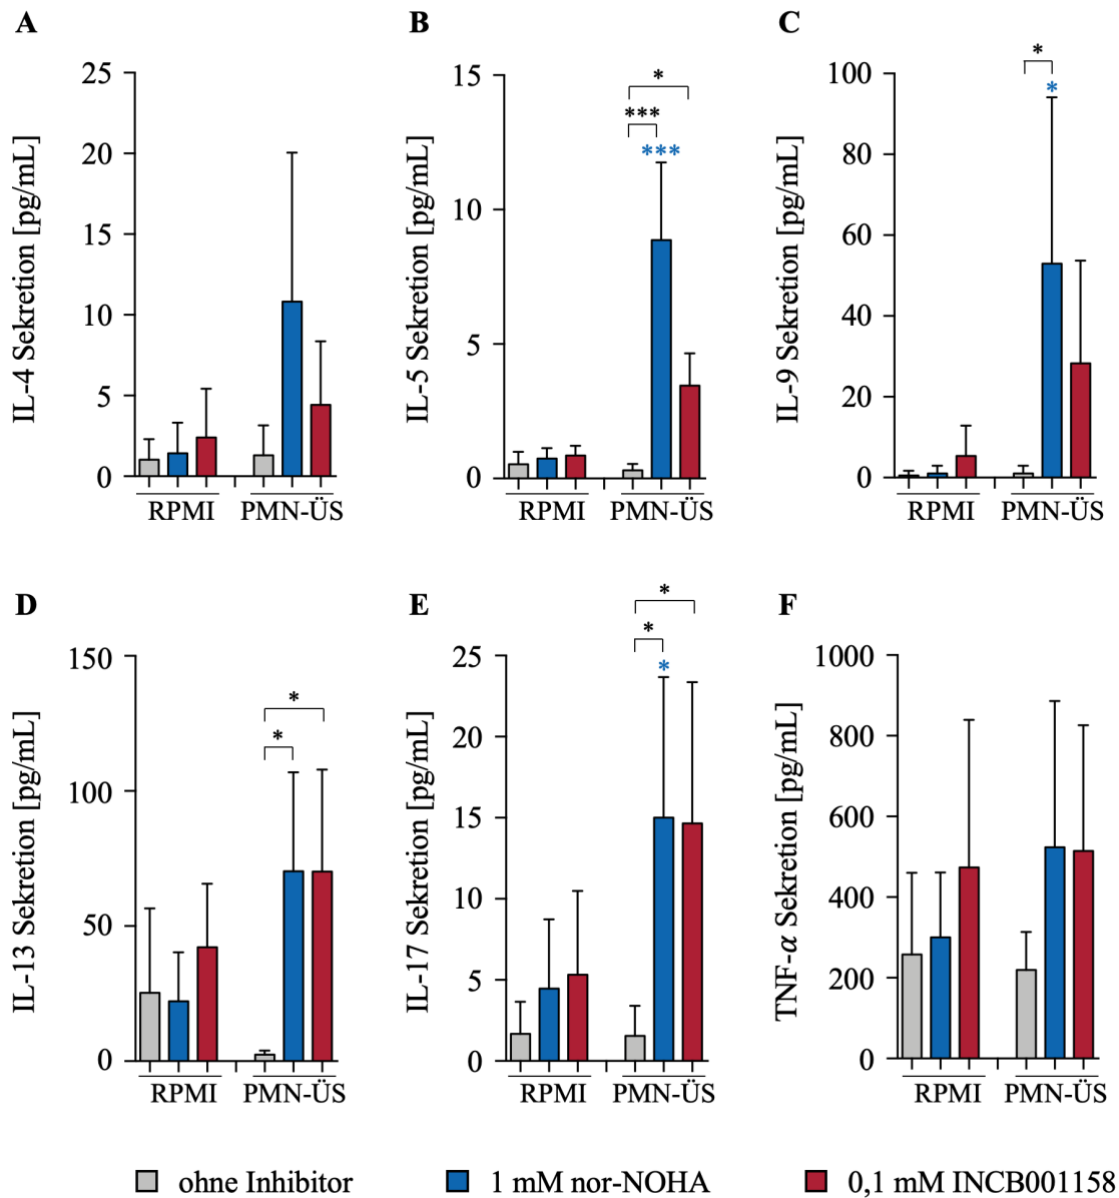 A
IL-4 Sekretion [pg/mL]
25
20
15
10
5
0
RPMI PMN-ÜS
B
IL-5 Sekretion [pg/mL]
15
10
5
0
*
***
***
RPMI PMN-ÜS
C
IL-9 Sekretion [pg/mL]
100
80
60
40
20
0
*
*
RPMI PMN-ÜS
D
IL-13 Sekretion [pg/mL]
150
100
50
0
*
*
RPMI PMN-ÜS
E
IL-17 Sekretion [pg/mL]
25
20
15
10
5
0
*
*
*
RPMI PMN-ÜS
F
TNF-α Sekretion [pg/mL]
1000
800
600
400
200
0
RPMI PMN-ÜS
ohne Inhibitor 1 mM nor-NOHA 0,1 mM INCB001158